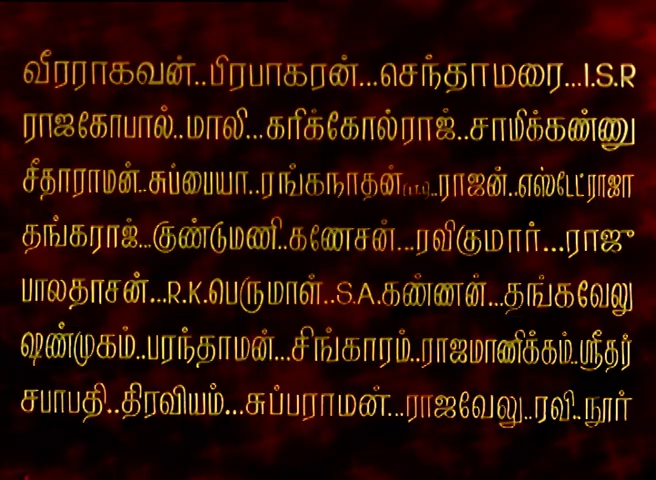 வீரராகவன்..பிரபாகரன்...செந்தாமரை...I.S.R
ராஜகோபால்..மாலி...கரிக்கோல்ராஜ்..சாமிக்கண்ணு
சீதாராமன்..சுப்பையா..ரங்கநாதன் ..ராஜன்..எஸ்டேட்ராஜா
தங்கராஜ்...குண்டுமணி..கணேசன்...ரவிகுமார்...ராஜு
பாலதாசன்...R.K.பெருமாள்..S.A.கண்ணன்...தங்கவேலு
ஷண்முகம்..பரந்தாமன்...சிங்காரம்..ராஜமாணிக்கம்..ஸ்ரீதர்
சபாபதி..திரவியம்...சுப்பராமன்...ராஜவேலு..ரவி..நூர்